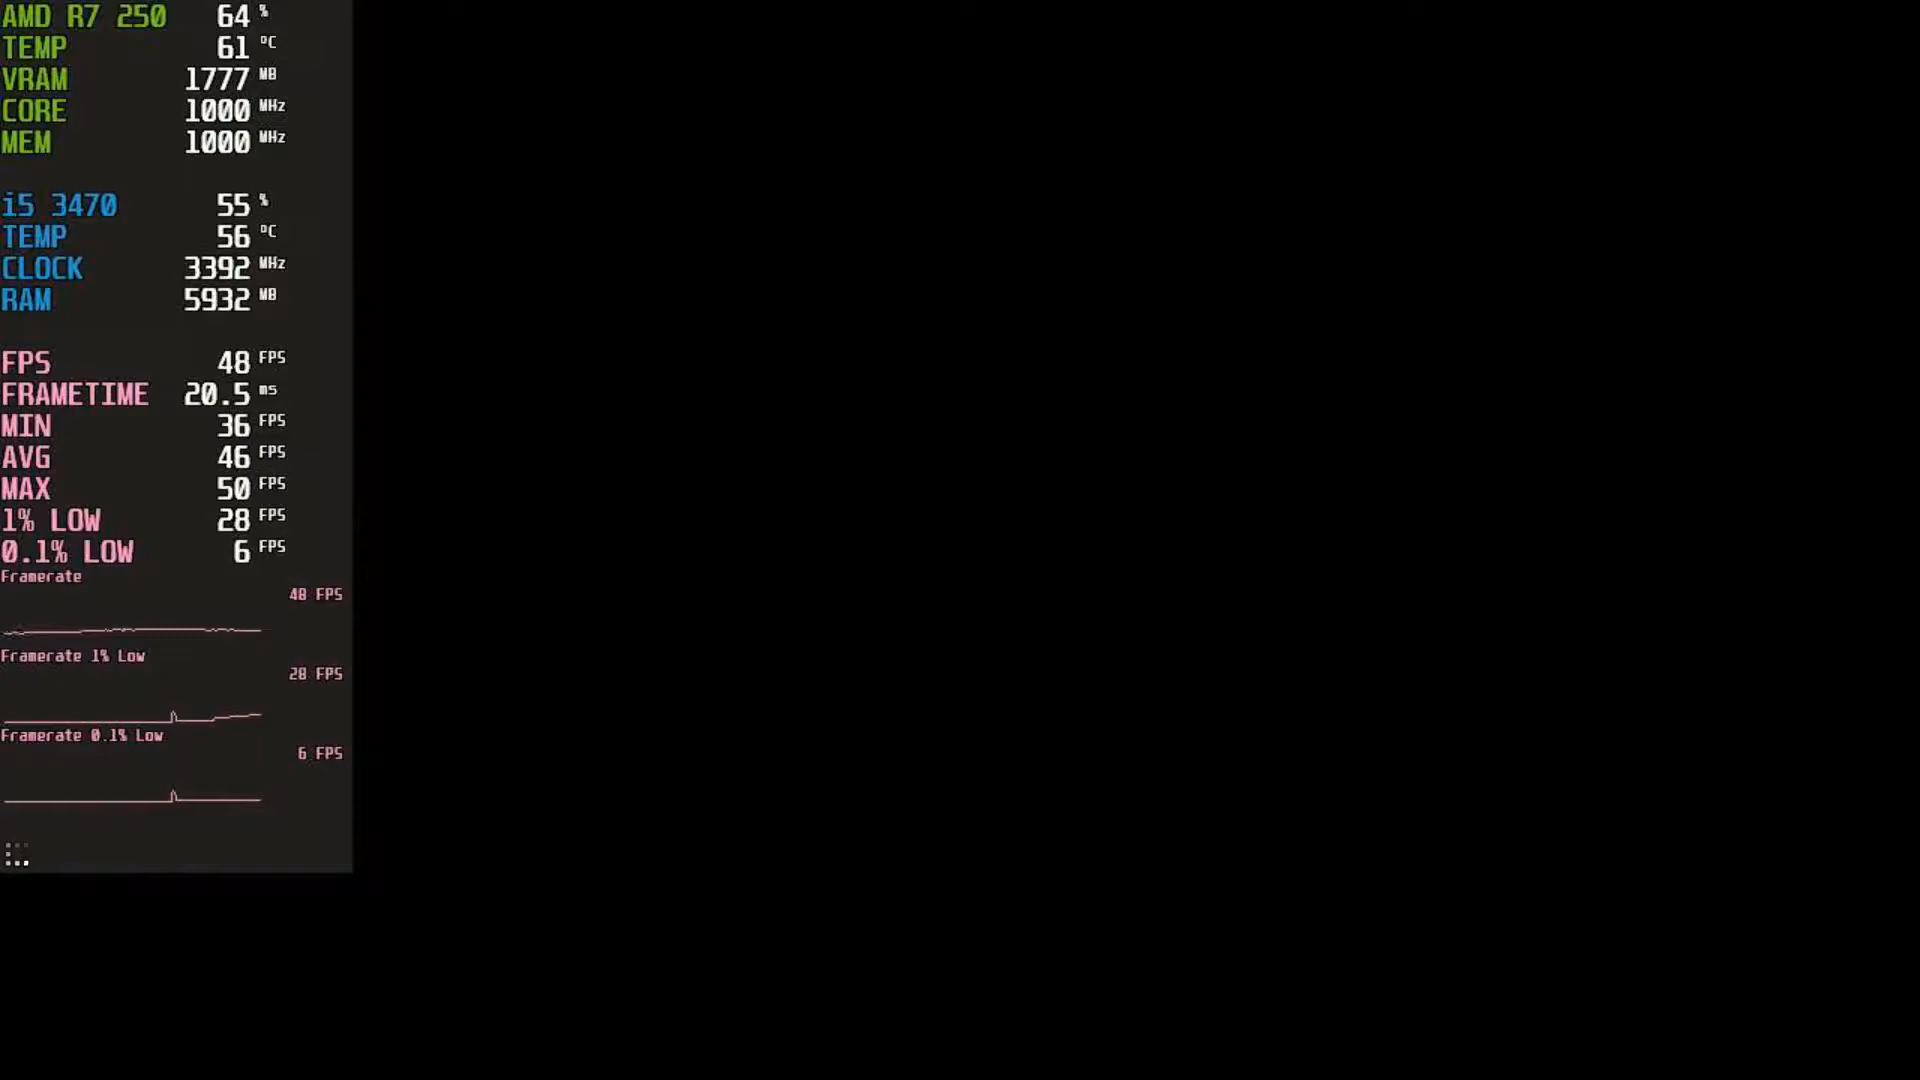 AMD R7 250 64 %
TEMP 61 °C
VRAM 1777 MB
CORE 1000 MHz
MEM 1000 MHz
i5 3470 55 %
TEMP 56 °C
CLOCK 3392 MHz
RAM 5932 MB
FPS 48 FPS
FRAMETIME 20.5 ms
MIN 36 FPS
AVG 46 FPS
MAX 50 FPS
1% LOW 28 FPS
0.1% LOW 6 FPS
Framerate
48 FPS
Framerate 1% Low
28 FPS
Framerate 0.1% Low
6 FPS